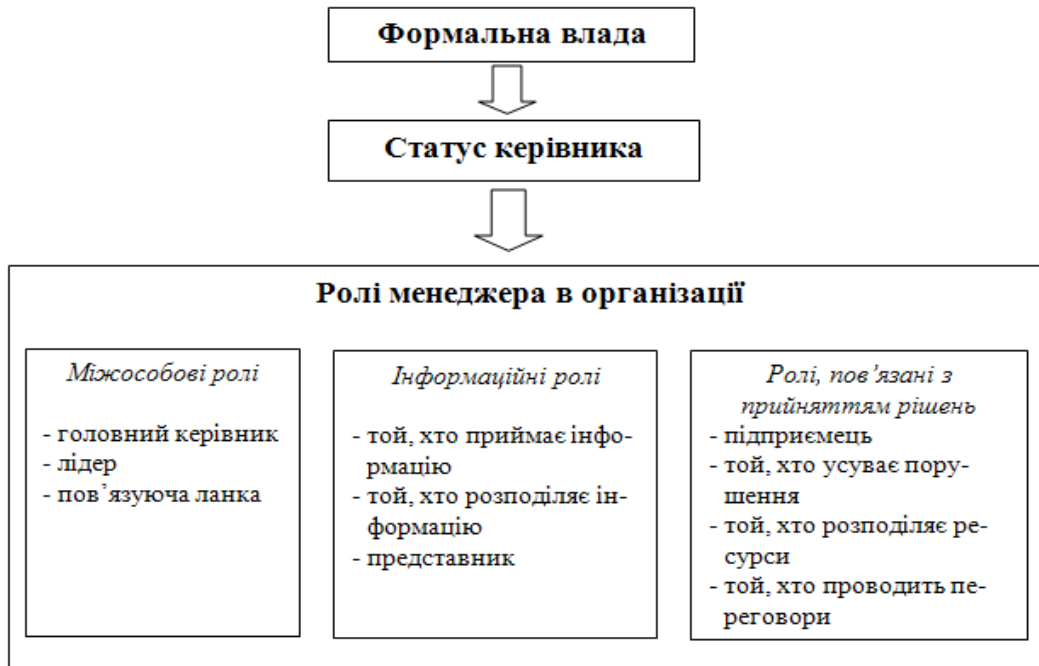 Формальна влада
Статус керівника
Ролі менеджера в організації
Міжособові ролі
- головний керівник
- лідер
- пов’язуюча ланка
Інформаційні ролі
- той, хто приймає інфо-
рмацію
- той, хто розподіляє ін-
формацію
- представник
Ролі, пов’язані з
прийняттям рішень
- підприємець
- той, хто усуває пору-
шення
- той, хто розподіляє ре-
сурси
- той, хто проводить пе-
реговори